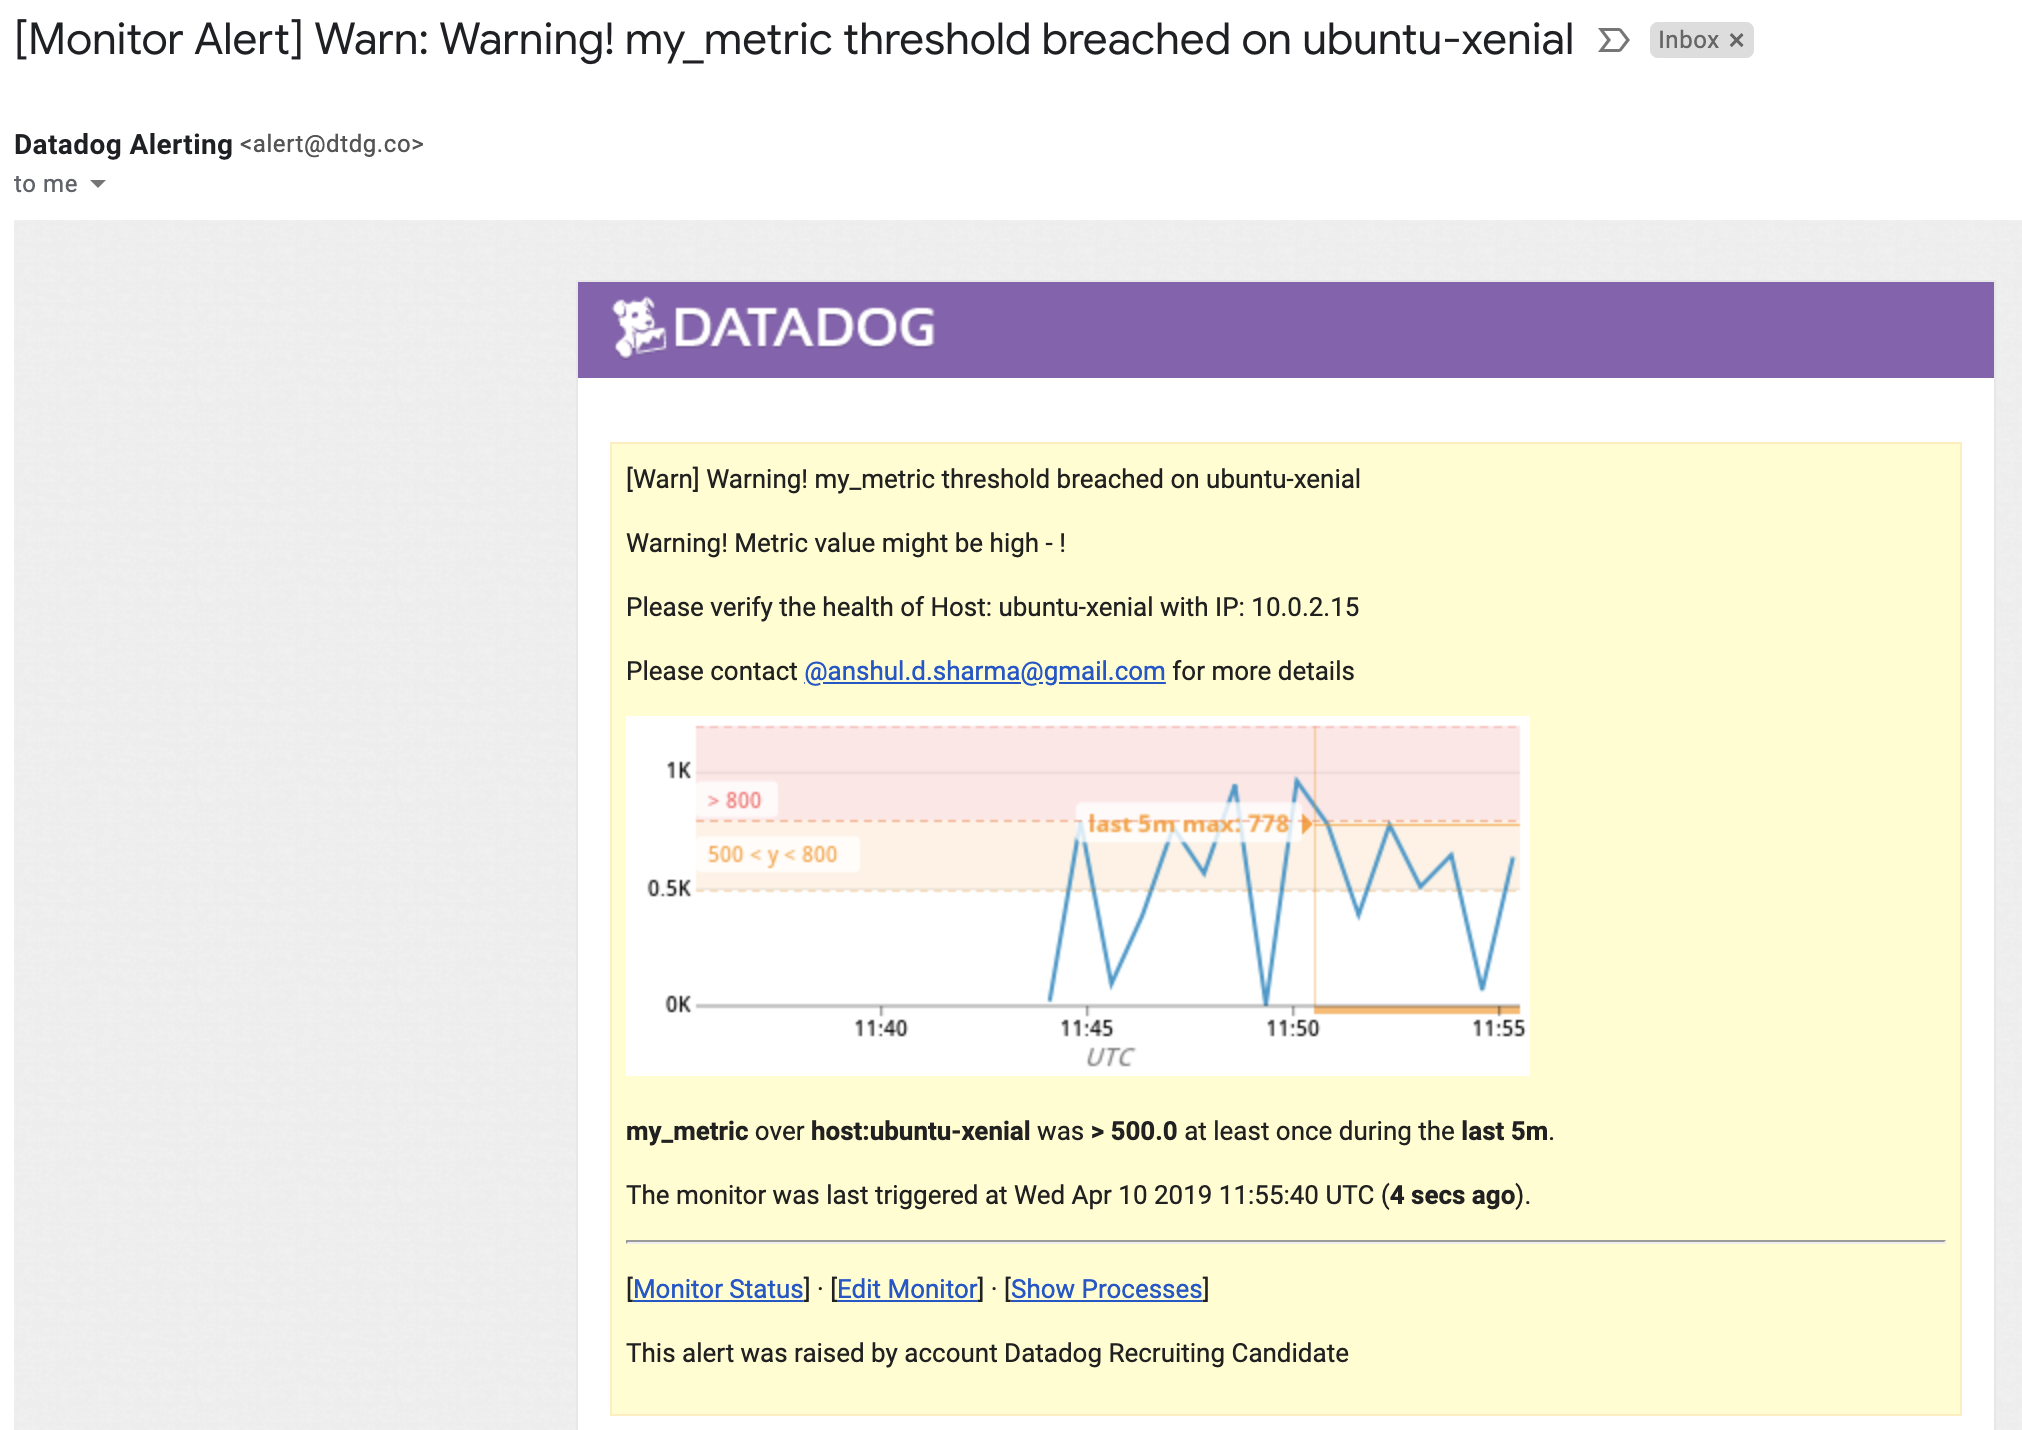 [Monitor Alert] Warn: Warning! my_metric threshold breached on ubuntu-xenial
Inbox ×
Datadog Alerting <alert@dtdg.co>
to me
DATADOG
[Warn] Warning! my_metric threshold breached on ubuntu-xenial
Warning! Metric value might be high - !
Please verify the health of Host: ubuntu-xenial with IP: 10.0.2.15
Please contact @anshul.d.sharma@gmail.com for more details
1K
> 800
last 5m max: 778
500 < y < 800
0.5K
0K
11:40 11:45 11:50 11:55
UTC
my_metric over host:ubuntu-xenial was > 500.0 at least once during the last 5m.
The monitor was last triggered at Wed Apr 10 2019 11:55:40 UTC (4 secs ago).
[Monitor Status] · [Edit Monitor] · [Show Processes]
This alert was raised by account Datadog Recruiting Candidate